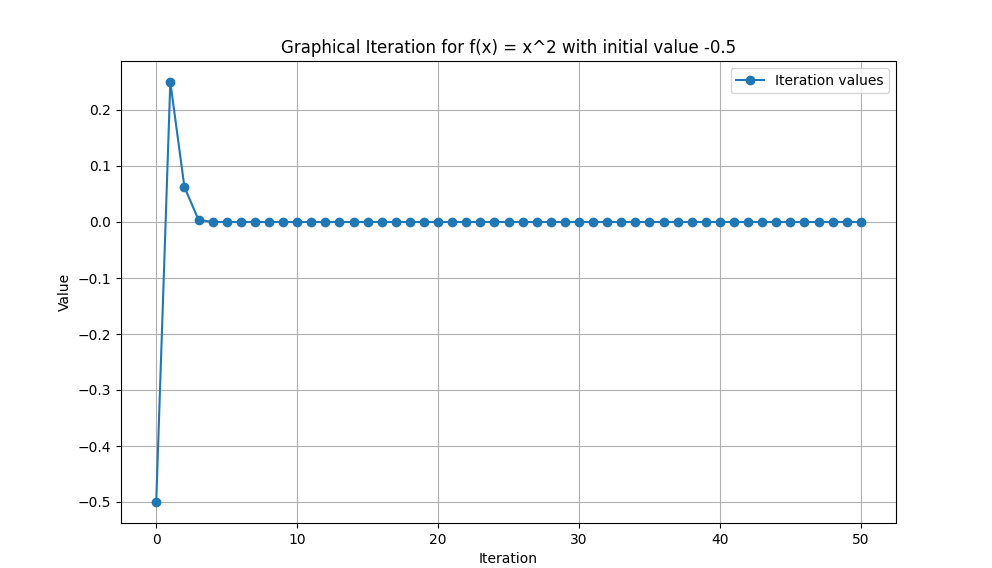 Graphical Iteration for f(x) = x^2 with initial value -0.5
Iteration values
0.2
0.1
0.0
−0.1
−0.2
−0.3
−0.4
−0.5
Value
0 10 20 30 40 50
Iteration